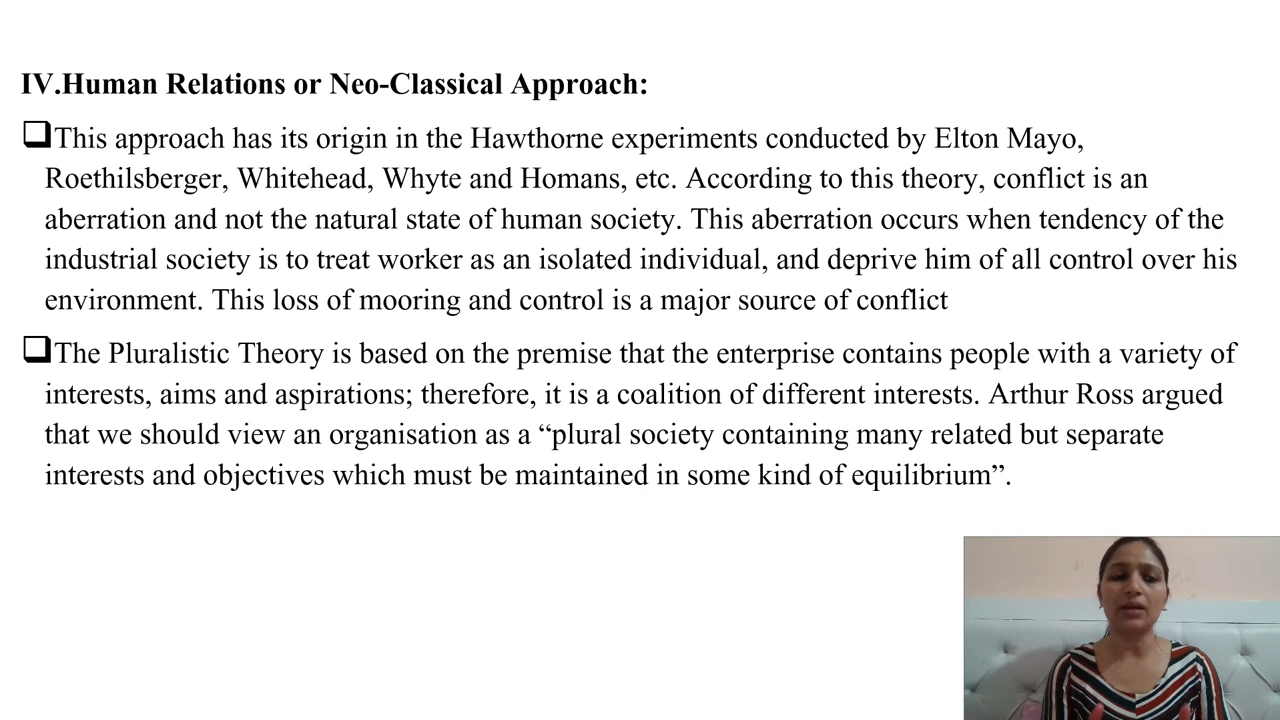 IV.Human Relations or Neo-Classical Approach:
❑This approach has its origin in the Hawthorne experiments conducted by Elton Mayo,
Roethilsberger, Whitehead, Whyte and Homans, etc. According to this theory, conflict is an
aberration and not the natural state of human society. This aberration occurs when tendency of the
industrial society is to treat worker as an isolated individual, and deprive him of all control over his
environment. This loss of mooring and control is a major source of conflict
❑The Pluralistic Theory is based on the premise that the enterprise contains people with a variety of
interests, aims and aspirations; therefore, it is a coalition of different interests. Arthur Ross argued
that we should view an organisation as a “plural society containing many related but separate
interests and objectives which must be maintained in some kind of equilibrium”.